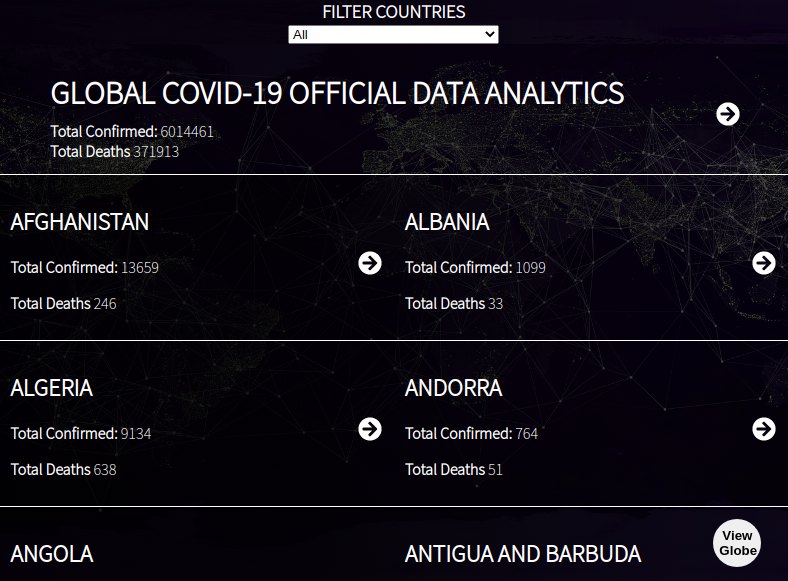 FILTER COUNTRIES
All
GLOBAL COVID-19 OFFICIAL DATA ANALYTICS
Total Confirmed: 6014461
Total Deaths 371913
AFGHANISTAN
Total Confirmed: 13659
Total Deaths 246
ALBANIA
Total Confirmed: 1099
Total Deaths 33
ALGERIA
Total Confirmed: 9134
Total Deaths 638
ANDORRA
Total Confirmed: 764
Total Deaths 51
ANGOLA
ANTIGUA AND BARBUDA
View
Globe